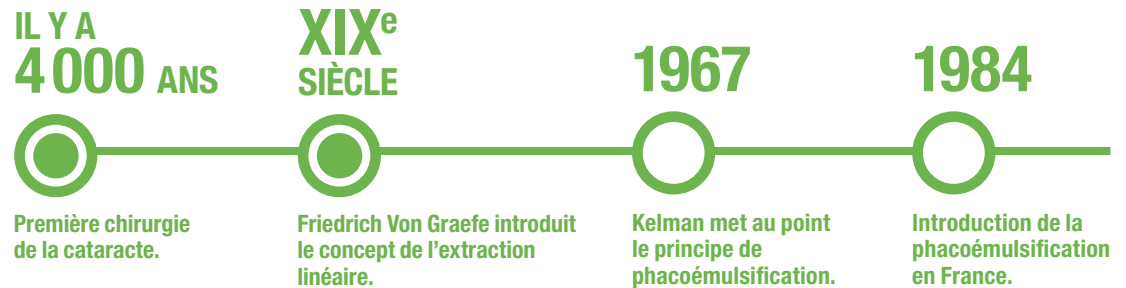 IL Y A
4 000 ANS
Première chirurgie
de la cataracte.
XIXe
SIÈCLE
Friedrich Von Graefe introduit
le concept de l'extraction
linéaire.
1967
Kelman met au point
le principe de
phacoémulsification.
1984
Introduction de la
phacoémulsification
en France.